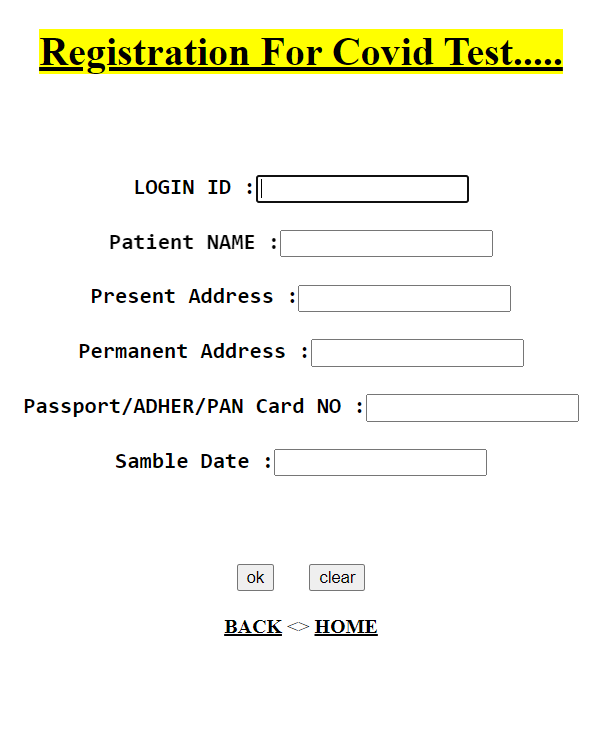 Registration For Covid Test.....
LOGIN ID :
Patient NAME :
Present Address :
Permanent Address :
Passport/ADHER/PAN Card NO :
Samble Date :
ok clear
BACK <> HOME